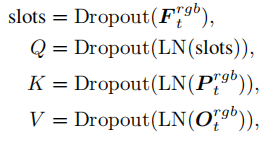 slots = Dropout(F_t^{rgb}),
Q = Dropout(LN(slots)),
K = Dropout(LN(P_t^{rgb})),
V = Dropout(LN(O_t^{rgb})),